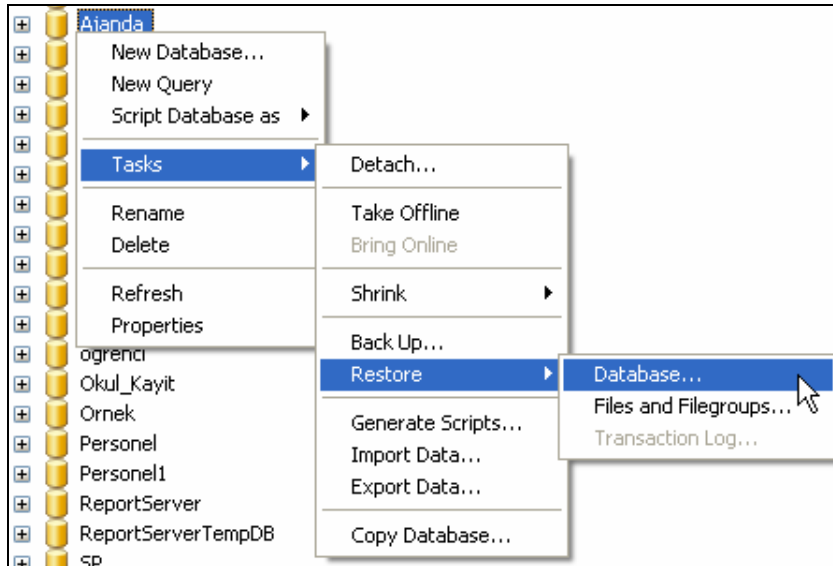 Ajanda
New Database...
New Query
Script Database as
Tasks
Rename
Delete
Refresh
Properties
Detach...
Take Offline
Bring Online
Shrink
Back Up...
Restore
Generate Scripts...
Import Data...
Export Data...
Copy Database...
Database...
Files and Filegroups...
Transaction Log...
ogrenci
Okul_Kayit
Ornek
Personel
Personel1
ReportServer
ReportServerTempDB
SP